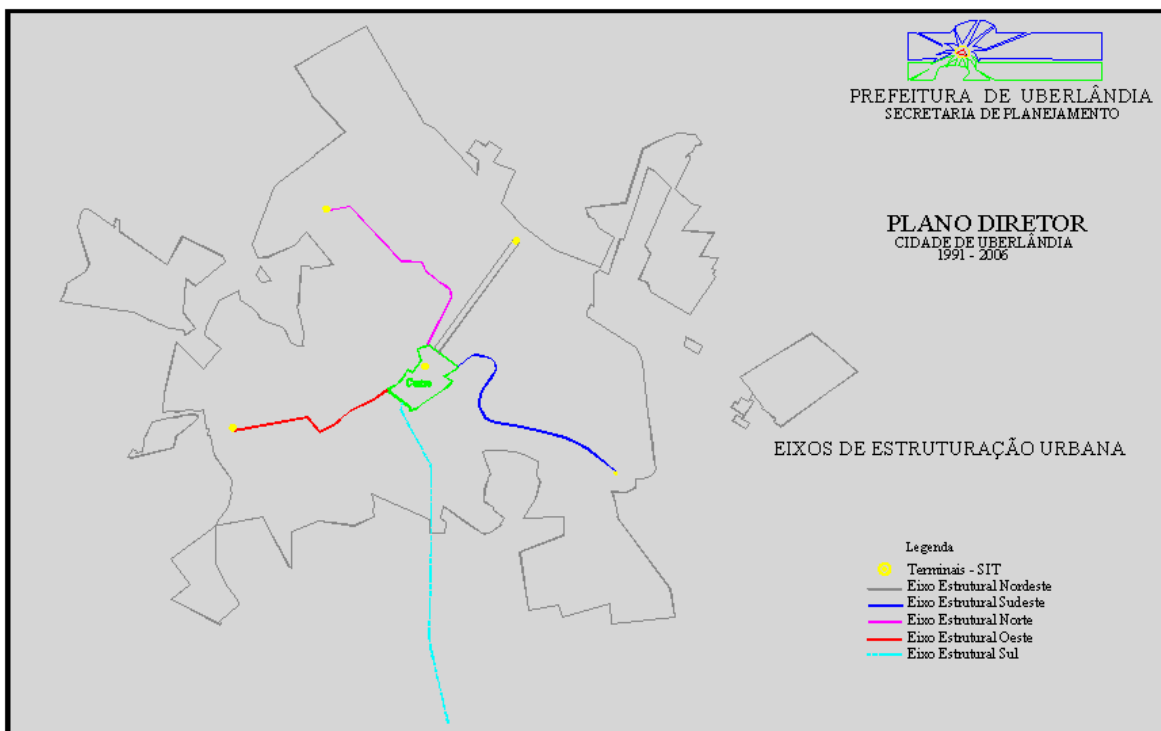 PREFEITURA DE UBERLÂNDIA
SECRETARIA DE PLANEJAMENTO
PLANO DIRETOR
CIDADE DE UBERLÂNDIA
1991 - 2006
EIXOS DE ESTRUTURAÇÃO URBANA
Legenda
Terminais - SIT
Eixo Estrutural Nordeste
Eixo Estrutural Sudeste
Eixo Estrutural Norte
Eixo Estrutural Oeste
Eixo Estrutural Sul